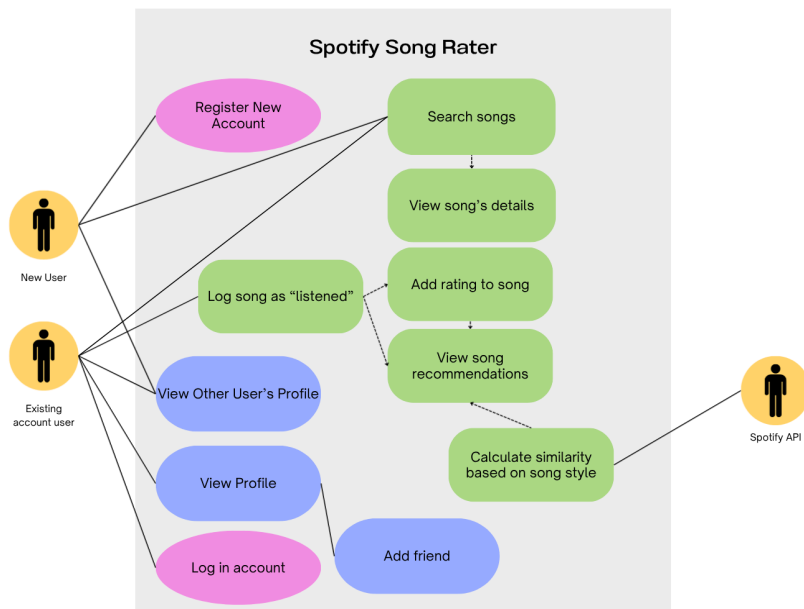 Spotify Song Rater
Register New
Account
Search songs
View song's details
New User
Log song as “listened”
Add rating to song
View song
recommendations
View Other User's Profile
Existing
account user
Spotify API
Calculate similarity
based on song style
View Profile
Add friend
Log in account